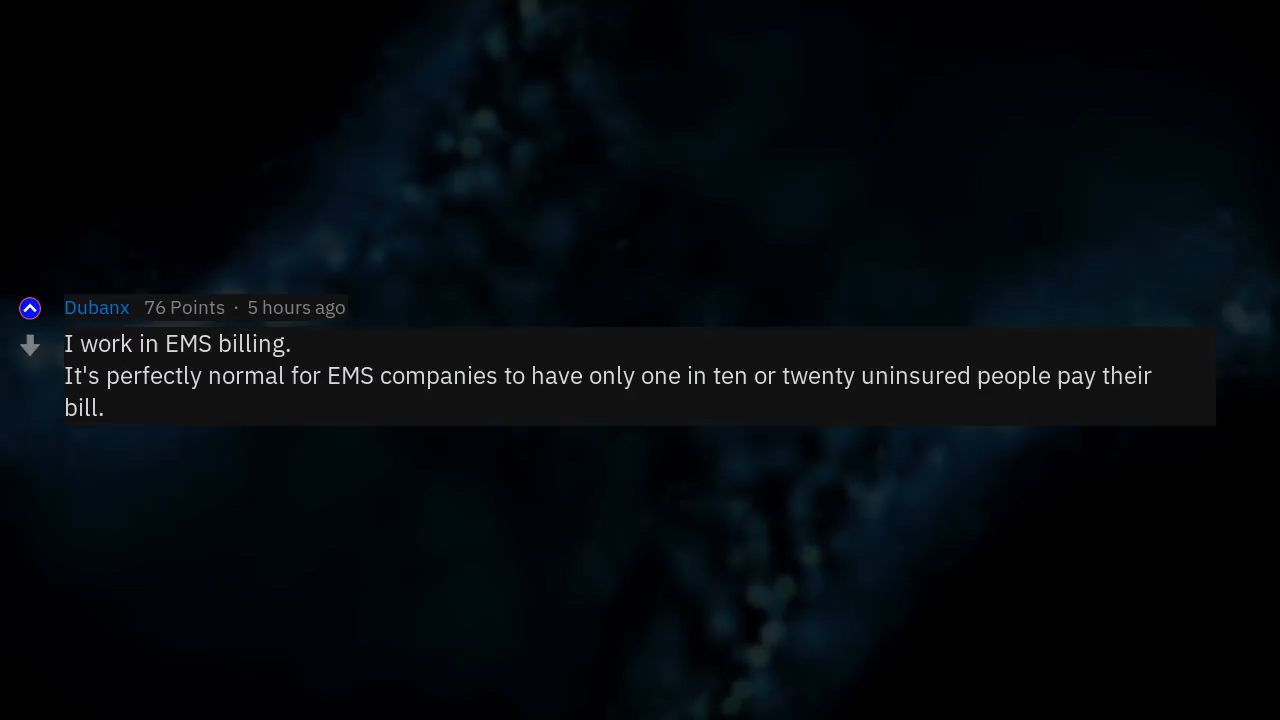 Dubanx 76 Points · 5 hours ago
I work in EMS billing.
It's perfectly normal for EMS companies to have only one in ten or twenty uninsured people pay their
bill.